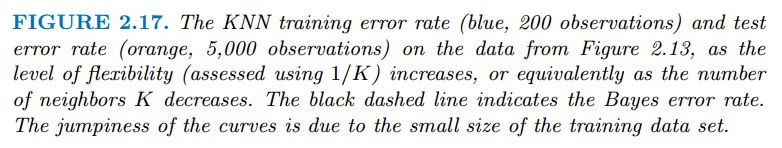 FIGURE 2.17. The KNN training error rate (blue, 200 observations) and test
error rate (orange, 5,000 observations) on the data from Figure 2.13, as the
level of flexibility (assessed using 1/K) increases, or equivalently as the number
of neighbors K decreases. The black dashed line indicates the Bayes error rate.
The jumpiness of the curves is due to the small size of the training data set.